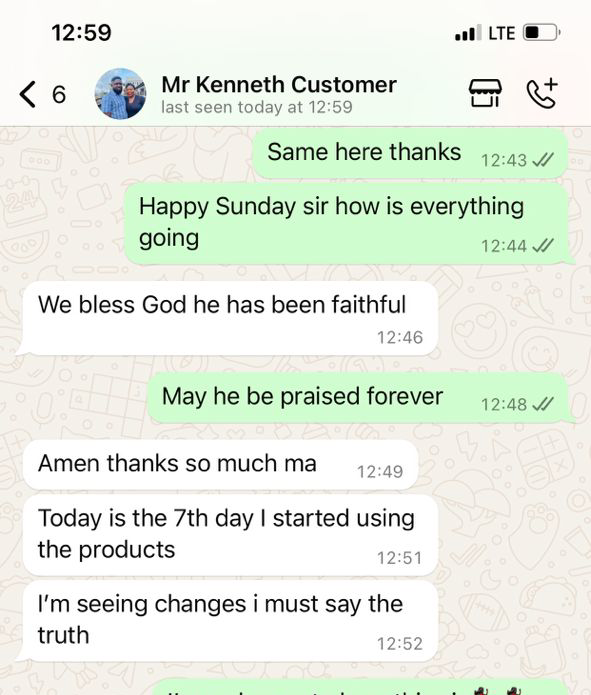 12:59
LTE
6
Mr Kenneth Customer
last seen today at 12:59
Same here thanks 12:43
Happy Sunday sir how is everything
going 12:44
We bless God he has been faithful
12:46
May he be praised forever 12:48
Amen thanks so much ma 12:49
Today is the 7th day I started using
the products 12:51
I'm seeing changes i must say the
truth 12:52